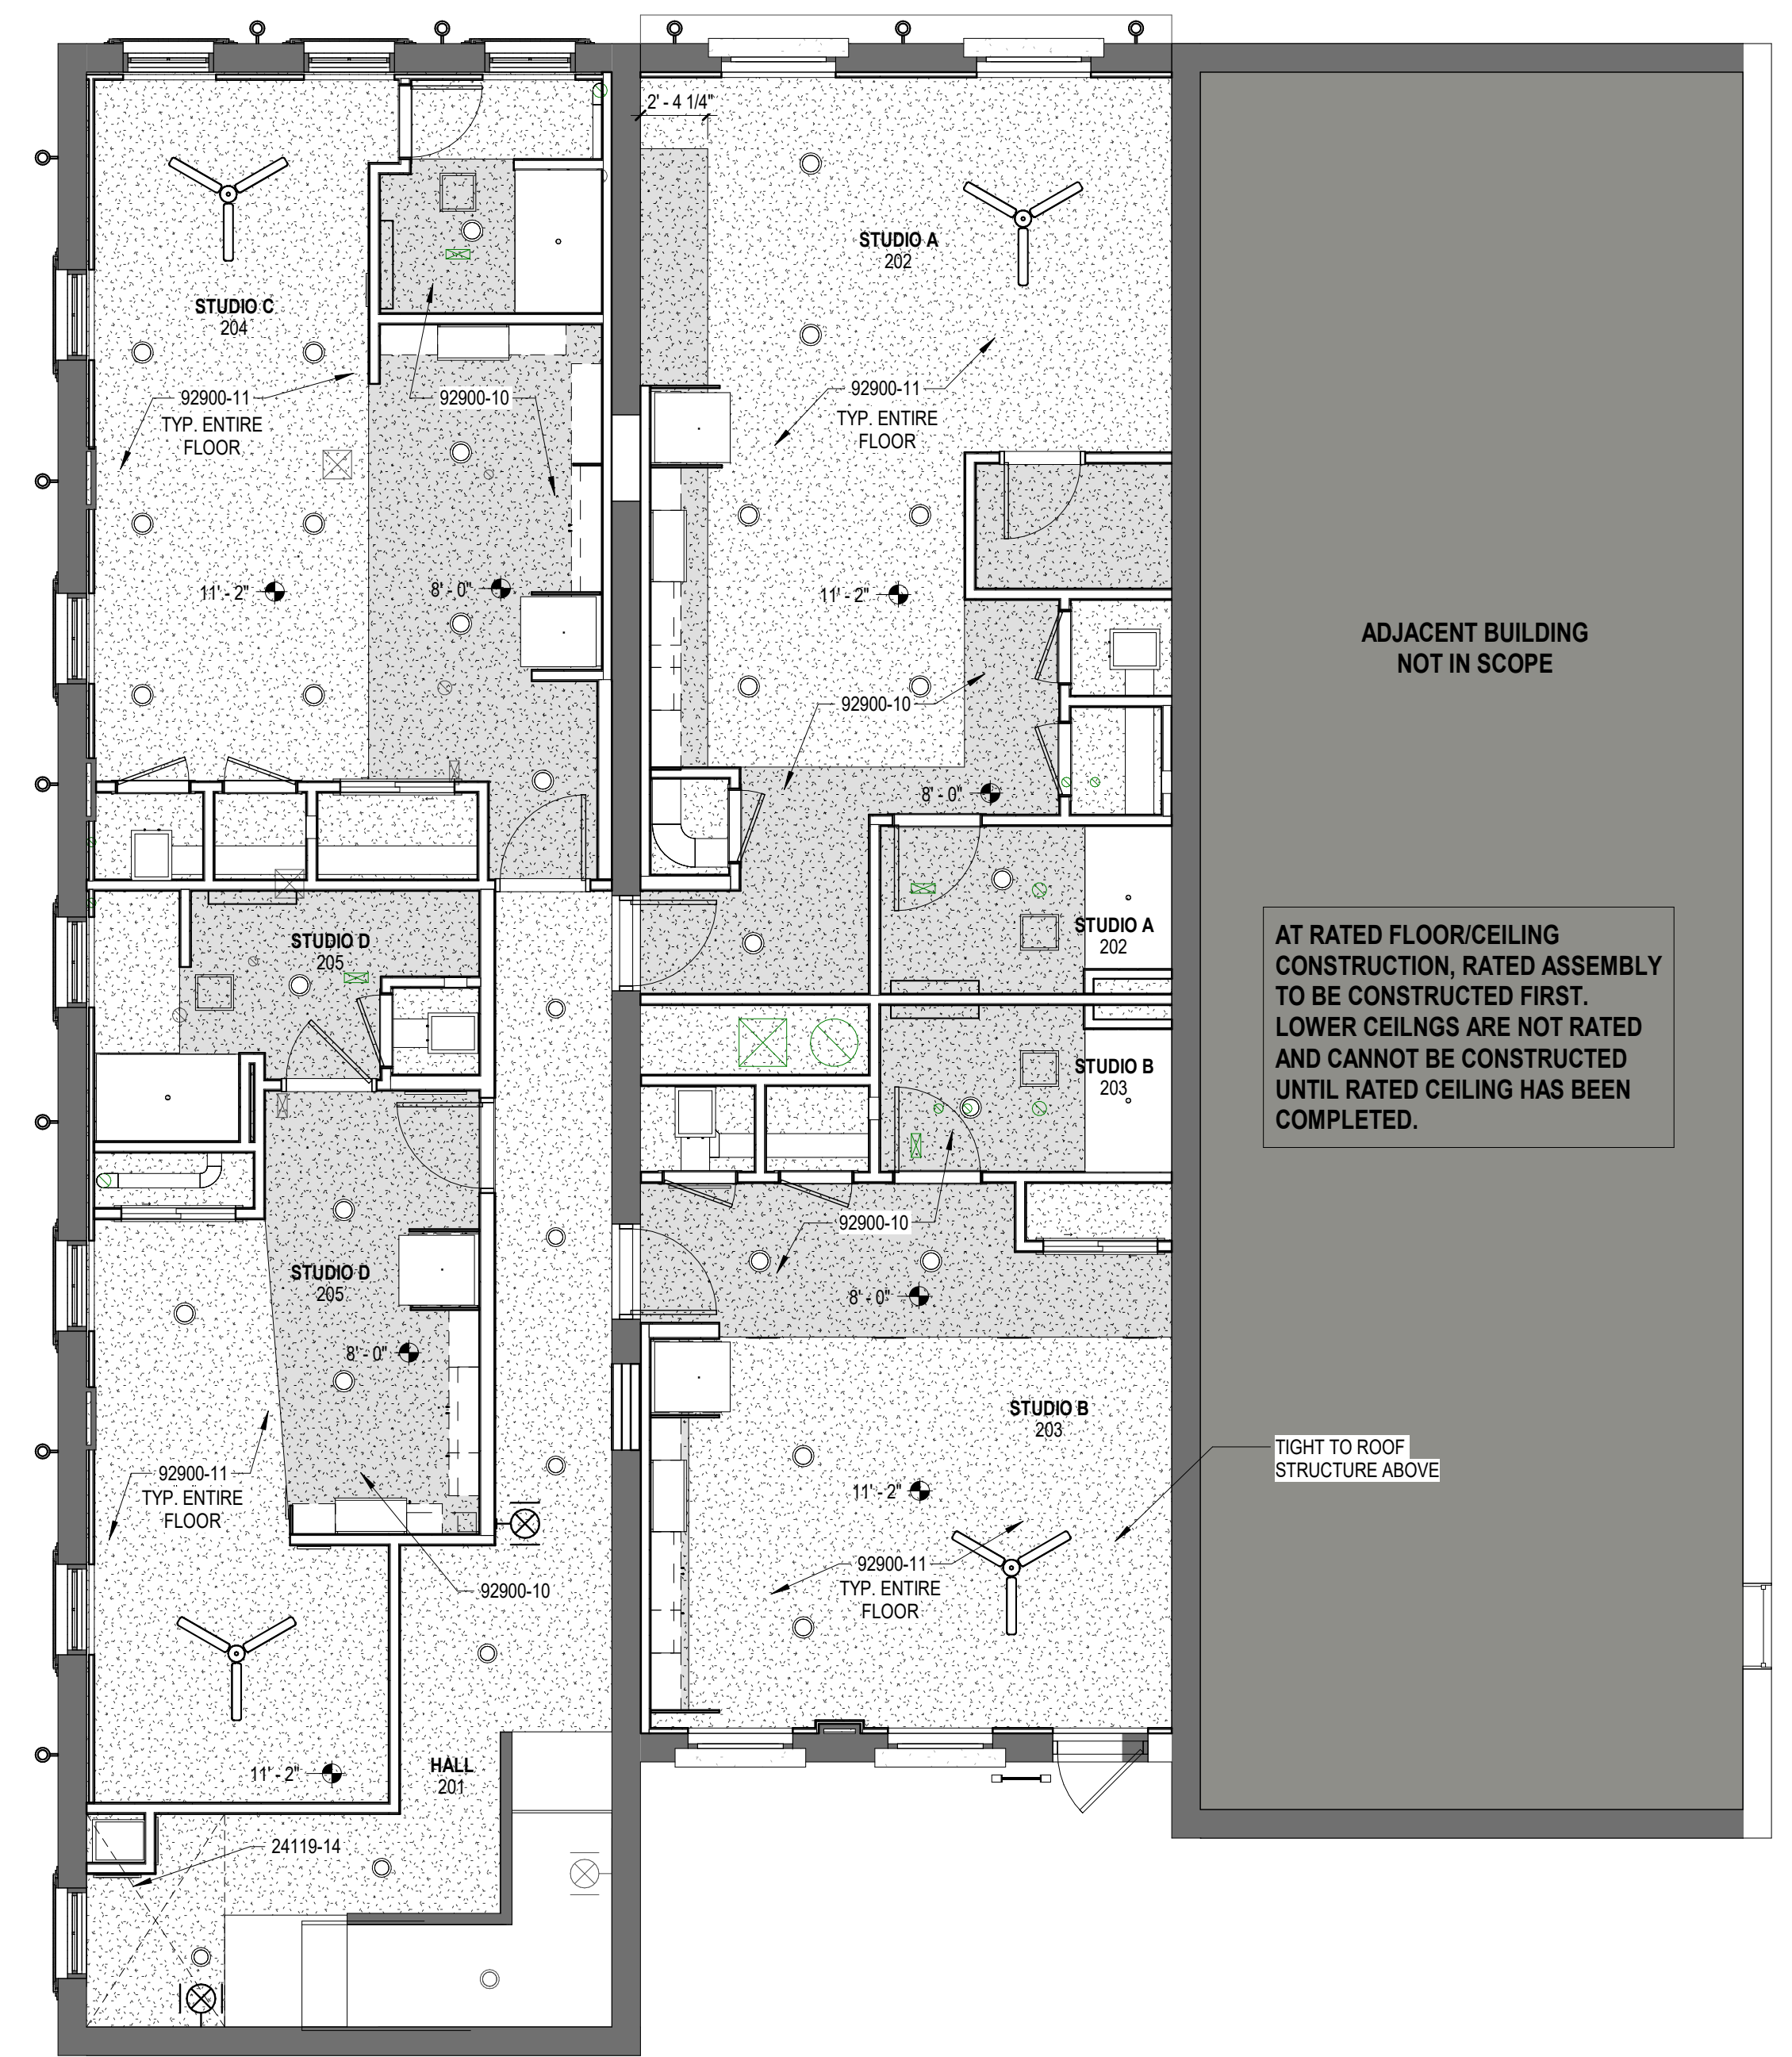 2' - 4 1/4"
STUDIO A
202
STUDIO C
204
92900-11
TYP. ENTIRE
FLOOR
92900-10
92900-11
TYP. ENTIRE
FLOOR
11' - 2"
8' - 0"
11' - 2"
ADJACENT BUILDING
NOT IN SCOPE
92900-10
8' - 0"
STUDIO D
205
STUDIO A
202
AT RATED FLOOR/CEILING
CONSTRUCTION, RATED ASSEMBLY
TO BE CONSTRUCTED FIRST.
LOWER CEILNGS ARE NOT RATED
AND CANNOT BE CONSTRUCTED
UNTIL RATED CEILING HAS BEEN
COMPLETED.
STUDIO B
203
92900-10
STUDIO D
205
8' - 0"
8' - 0"
STUDIO B
203
TIGHT TO ROOF
STRUCTURE ABOVE
92900-11
TYP. ENTIRE
FLOOR
11' - 2"
92900-11
TYP. ENTIRE
FLOOR
92900-10
11' - 2"
HALL
201
24119-14